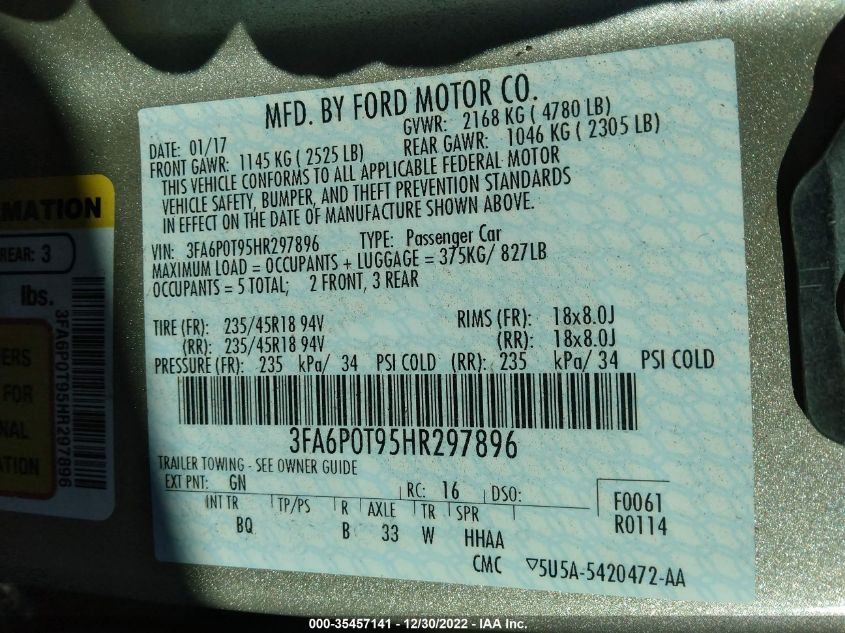 MFD. BY FORD MOTOR CO.
DATE: 01/17 GVWR: 2168 KG ( 4780 LB)
FRONT GAWR: 1145 KG ( 2525 LB) REAR GAWR: 1046 KG ( 2305 LB)
THIS VEHICLE CONFORMS TO ALL APPLICABLE FEDERAL MOTOR
VEHICLE SAFETY, BUMPER, AND THEFT PREVENTION STANDARDS
IN EFFECT ON THE DATE OF MANUFACTURE SHOWN ABOVE.
VIN: 3FA6P0T95HR297896 TYPE: Passenger Car
MAXIMUM LOAD = OCCUPANTS + LUGGAGE = 375KG/ 827LB
OCCUPANTS = 5 TOTAL; 2 FRONT, 3 REAR
TIRE (FR): 235/45R18 94V RIMS (FR): 18x8.0J
(RR): 235/45R18 94V (RR): 18x8.0J
PRESSURE (FR): 235 kPa/ 34 PSI COLD (RR): 235 kPa/ 34 PSI COLD
3FA6P0T95HR297896
TRAILER TOWING - SEE OWNER GUIDE
EXT PNT: GN RC: 16 DSO:
INT TR TP/PS R AXLE TR SPR
BQ B 33 W HHAA
F0061
R0114
CMC ▽5U5A-5420472-AA
MATION
REAR: 3
lbs.
3FA6P0T95HR297896
FOR
000-35457141 - 12/30/2022 - IAA Inc.